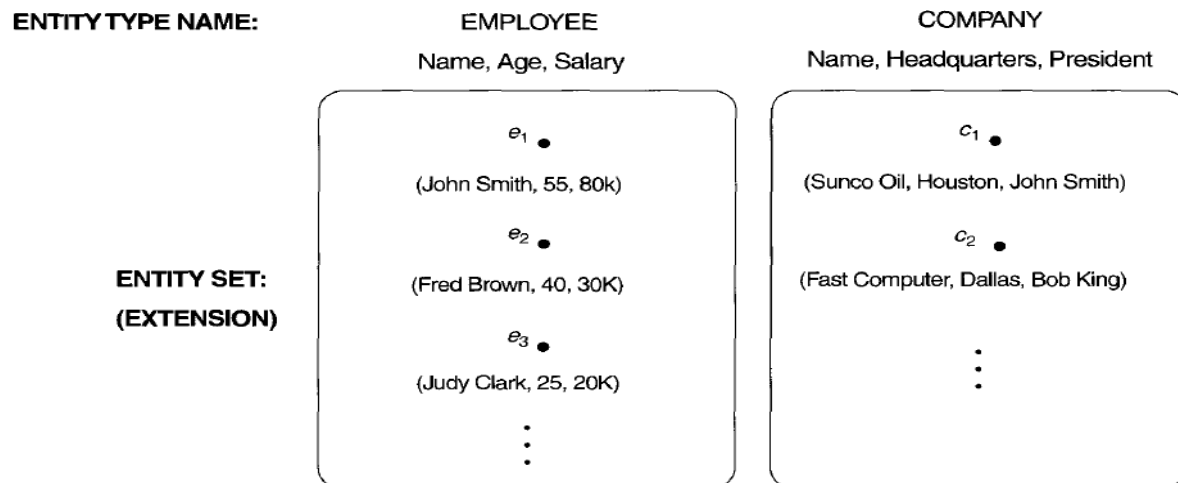 ENTITY TYPE NAME: EMPLOYEE COMPANY
Name, Age, Salary Name, Headquarters, President
e1 c1
(John Smith, 55, 80k) (Sunco Oil, Houston, John Smith)
e2 c2
ENTITY SET: (Fred Brown, 40, 30K) (Fast Computer, Dallas, Bob King)
(EXTENSION)
e3
(Judy Clark, 25, 20K)